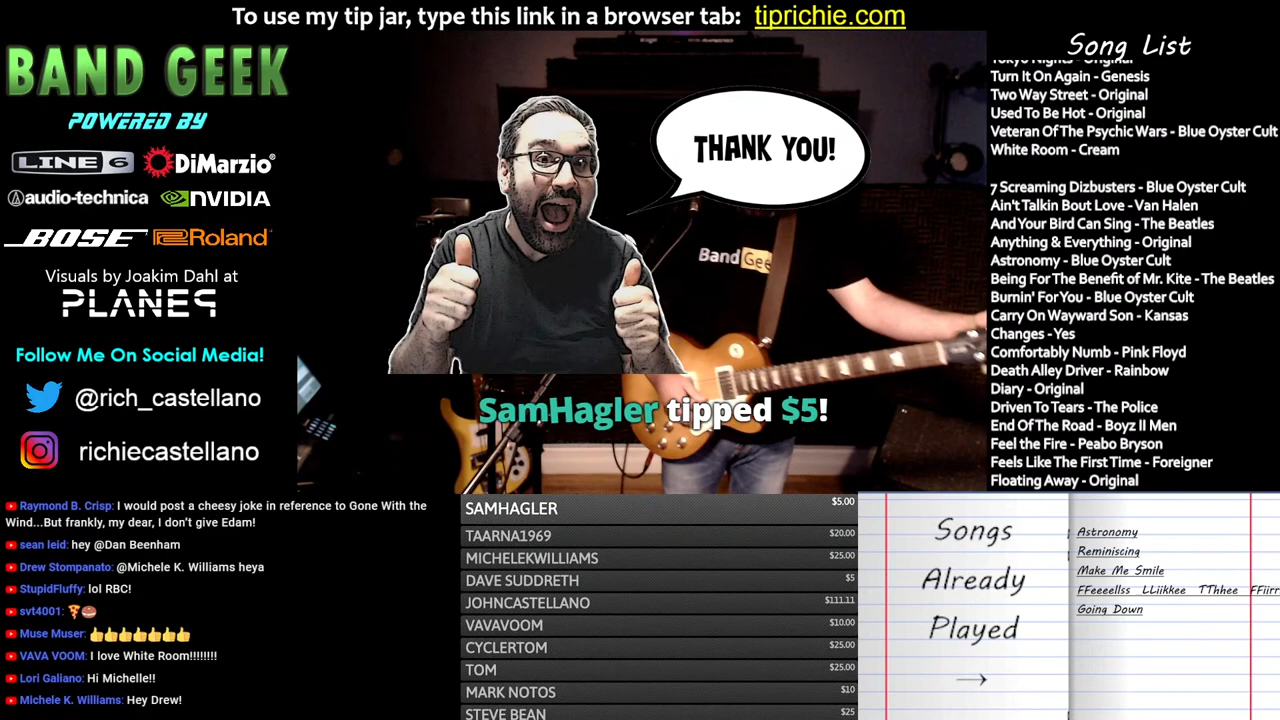 To use my tip jar, type this link in a browser tab: tiprichie.com
BAND GEEK
POWERED BY
LINE 6
DiMarzio®
audio-technica
NVIDIA
BOSE
Roland
Visuals by Joakim Dahl at
PLANE9
Follow Me On Social Media!
@rich_castellano
richiecastellano
THANK YOU!
Band Gee
SamHagler tipped $5!
Song List
Tokyo Nights - Original
Turn It On Again - Genesis
Two Way Street - Original
Used To Be Hot - Original
Veteran Of The Psychic Wars - Blue Oyster Cult
White Room - Cream
7 Screaming Dizbusters - Blue Oyster Cult
Ain't Talkin Bout Love - Van Halen
And Your Bird Can Sing - The Beatles
Anything & Everything - Original
Astronomy - Blue Oyster Cult
Being For The Benefit of Mr. Kite - The Beatles
Burnin' For You - Blue Oyster Cult
Carry On Wayward Son - Kansas
Changes - Yes
Comfortably Numb - Pink Floyd
Death Alley Driver - Rainbow
Diary - Original
Driven To Tears - The Police
End Of The Road - Boyz II Men
Feel the Fire - Peabo Bryson
Feels Like The First Time - Foreigner
Floating Away - Original
Raymond B. Crisp: I would post a cheesy joke in reference to Gone With the
Wind...But frankly, my dear, I don't give Edam!
sean leid: hey @Dan Beenham
Drew Stompanato: @Michele K. Williams heya
StupidFluffy: lol RBC!
svt4001: 🍕🍩
Muse Muser: 👍👍👍👍👍👍👍
VAVA VOOM: I love White Room!!!!!!!!
Lori Galiano: Hi Michelle!!
Michele K. Williams: Hey Drew!
SAMHAGLER $5.00
TAARNA1969 $20.00
MICHELEKWILLIAMS $25.00
DAVE SUDDRETH $5
JOHNCASTELLANO $111.11
VAVAVOOM $10.00
CYCLERTOM $25.00
TOM $25.00
MARK NOTOS $10
STEVE BEAN $25
Songs
Already
Played
→
Astronomy
Reminiscing
Make Me Smile
FFeeeellss LLiikkee TThhee FFiirr
Going Down